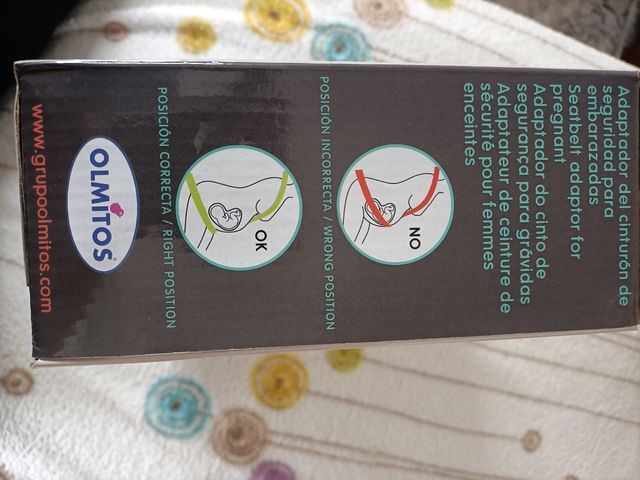 Adaptador del cinturón de
seguridad para
embarazadas
Seatbelt adaptor for
pregnant
Adaptador do cinto de
segurança para grávidas
Adaptateur de ceinture de
sécurité pour femmes
enceintes
NO
POSICIÓN INCORRECTA / WRONG POSITION
OK
POSICIÓN CORRECTA / RIGHT POSITION
OLMITOS®
www.grupoolmitos.com